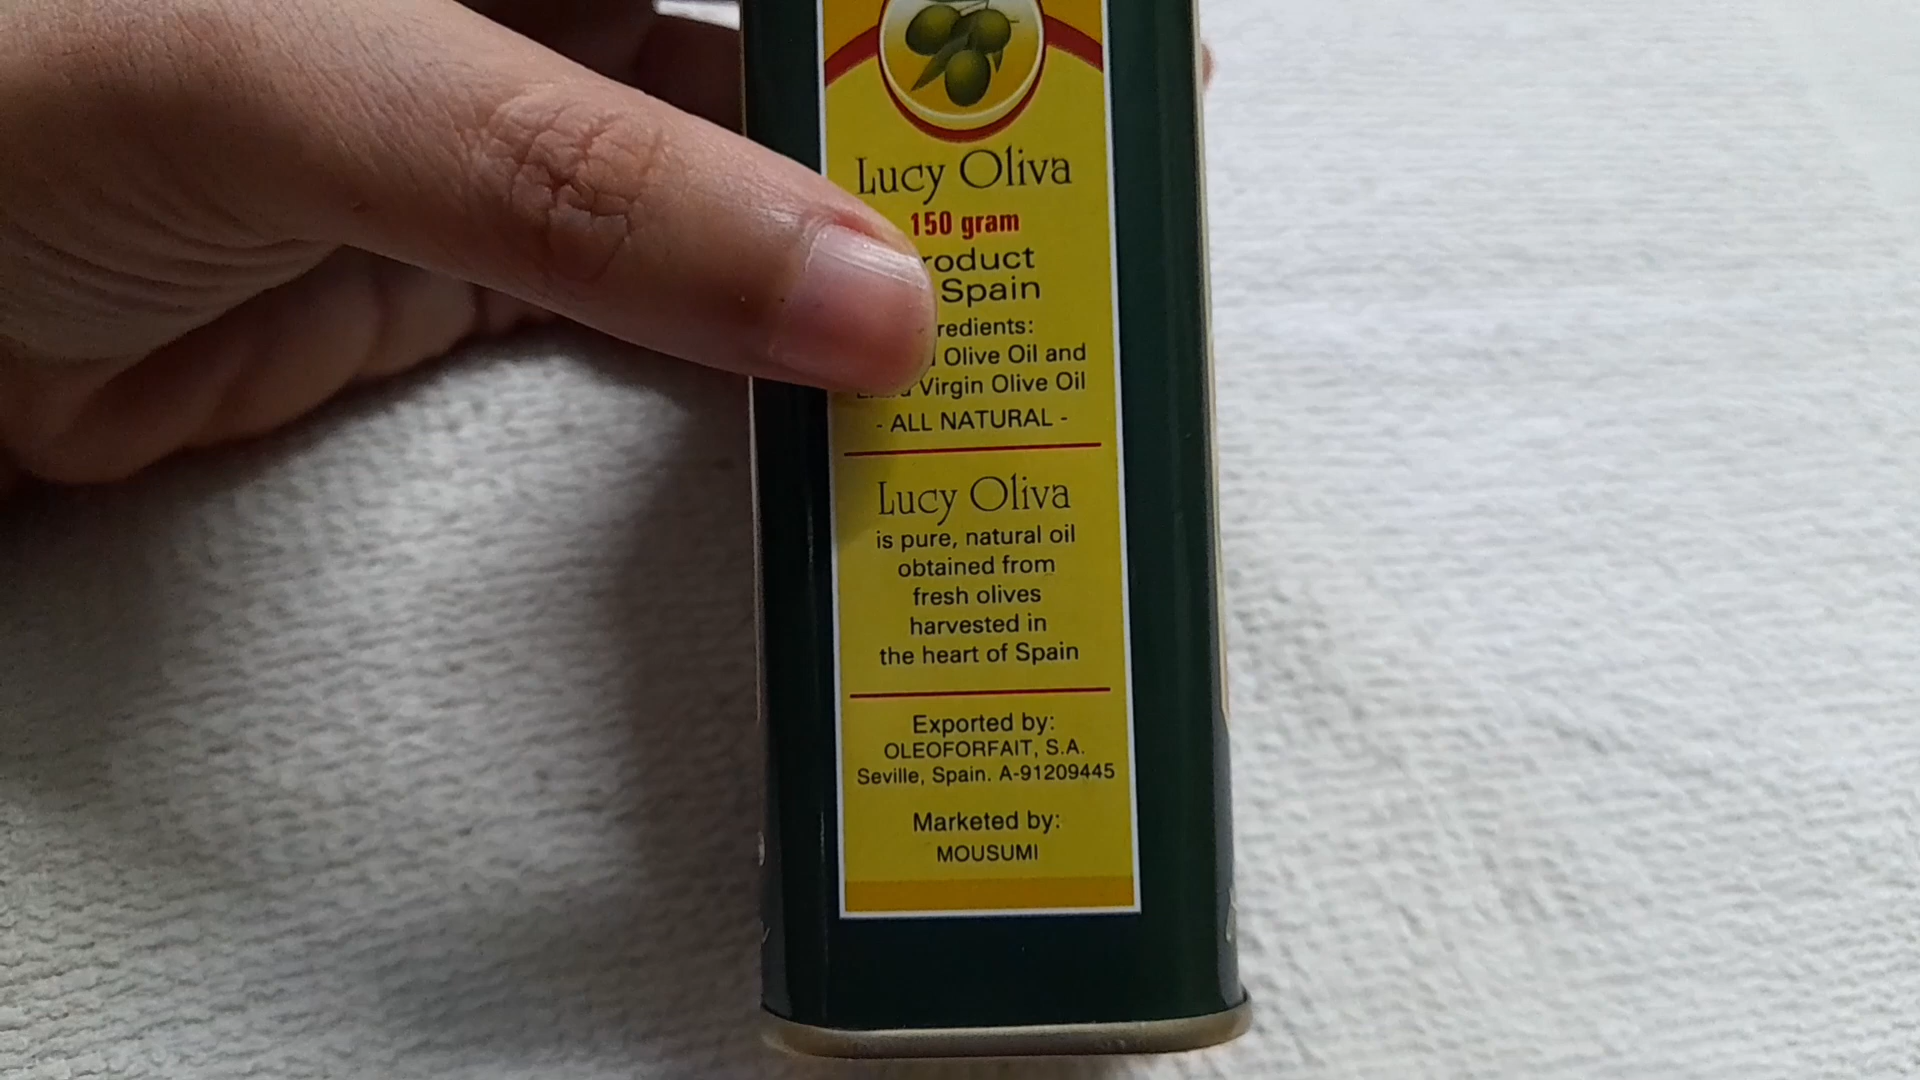 Lucy Oliva
150 gram
roduct
Spain
redients:
Olive Oil and
Virgin Olive Oil
- ALL NATURAL -
Lucy Oliva
is pure, natural oil
obtained from
fresh olives
harvested in
the heart of Spain
Exported by:
OLEOFORFAIT, S.A.
Seville, Spain. A-91209445
Marketed by:
MOUSUMI